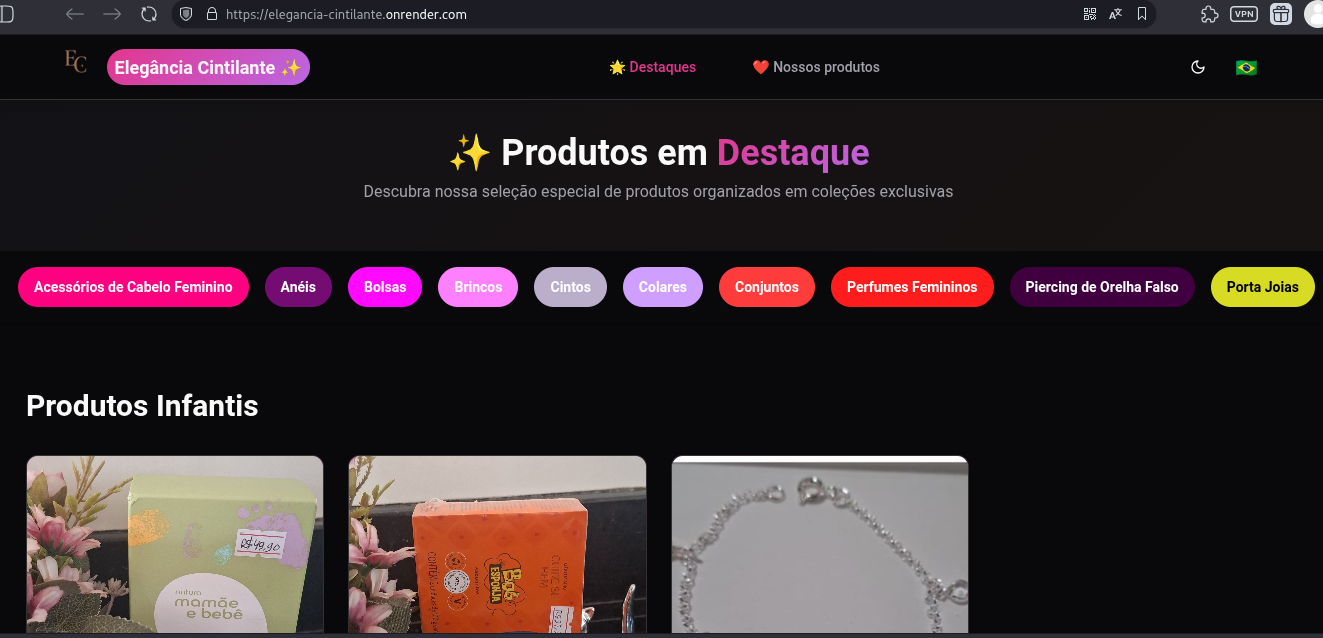 https://elegancia-cintilante.onrender.com
VPN
EC
Elegância Cintilante ✨
🌟 Destaques
❤️ Nossos produtos
✨ Produtos em Destaque
Descubra nossa seleção especial de produtos organizados em coleções exclusivas
Acessórios de Cabelo Feminino
Anéis
Bolsas
Brincos
Cintos
Colares
Conjuntos
Perfumes Femininos
Piercing de Orelha Falso
Porta Joias
Produtos Infantis
R$49,90
natura
mamãe
e bebê
Bob
ESPONJA